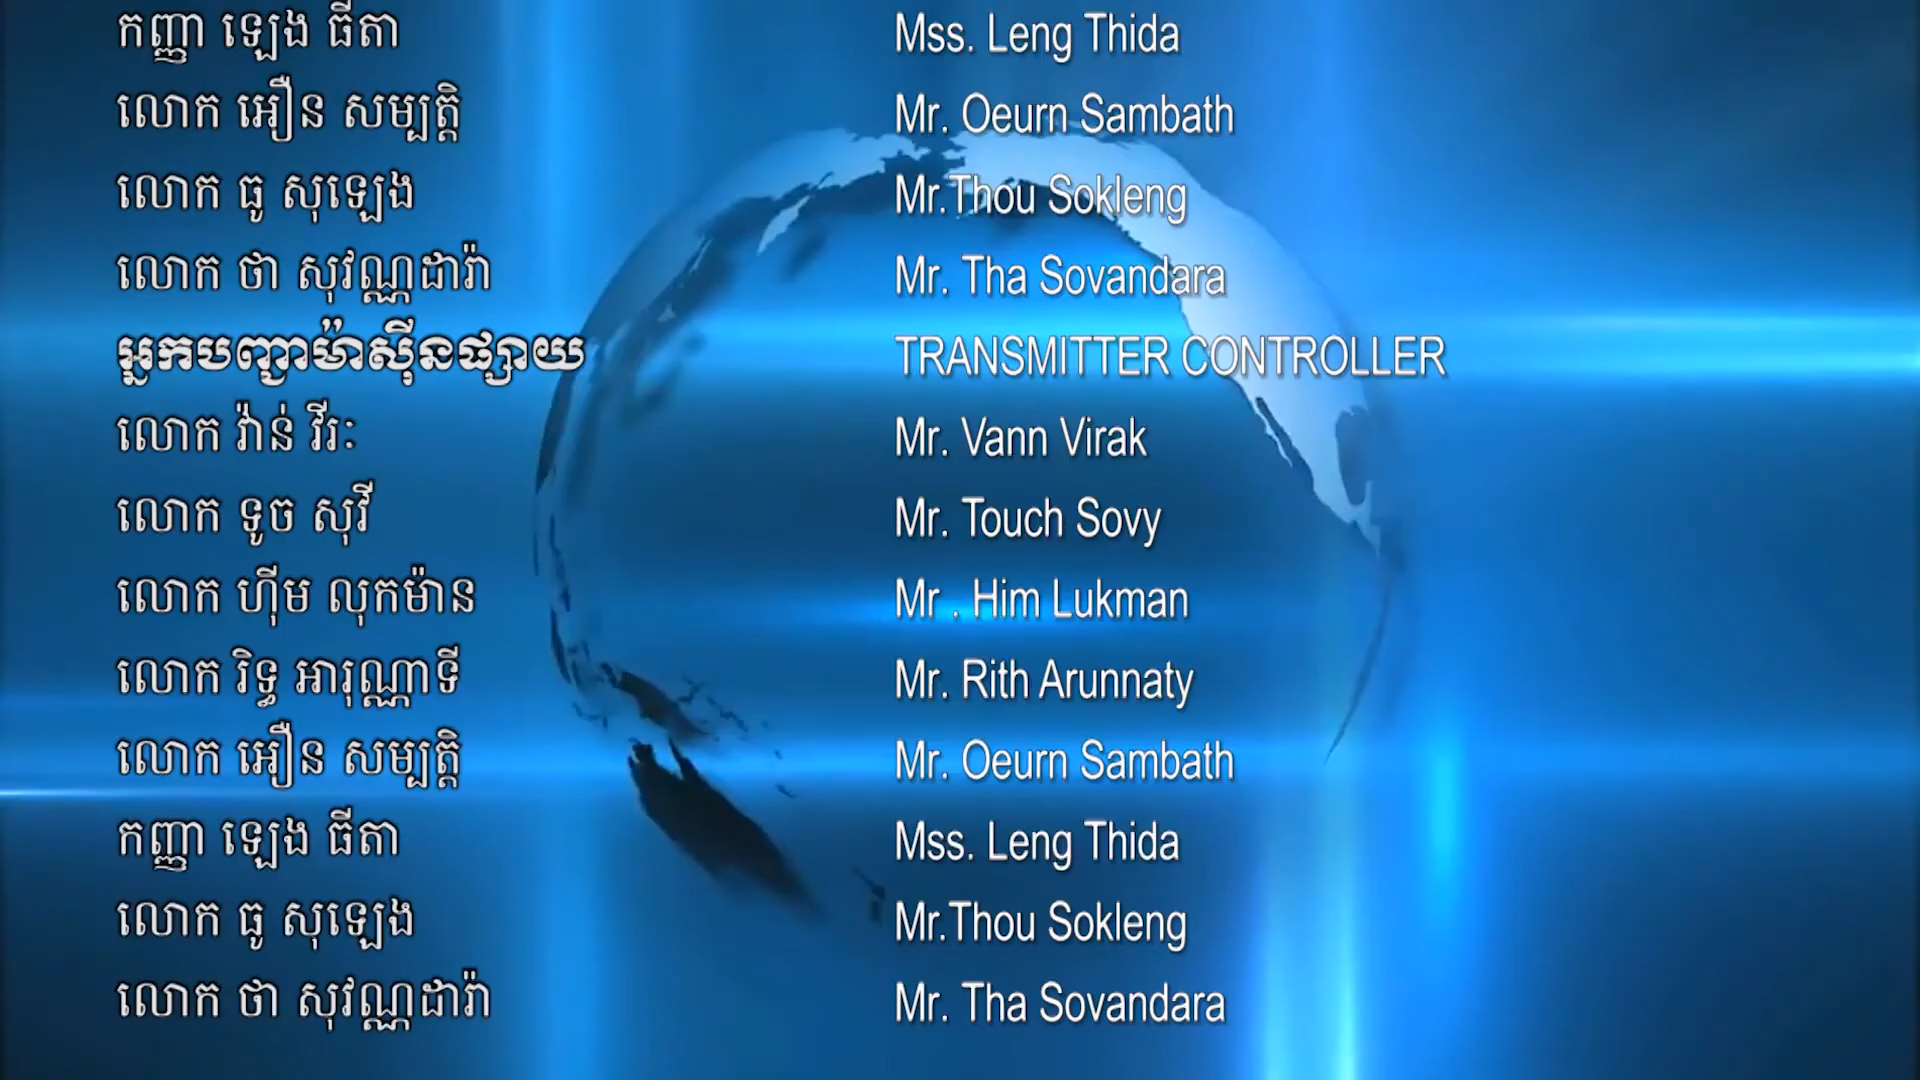 កញ្ញា ឡេង ធីតា Mss. Leng Thida
លោក អឿន សម្បត្តិ Mr. Oeurn Sambath
លោក ធូ សុឡេង Mr.Thou Sokleng
លោក ថា សុវណ្ណដារ៉ា Mr. Tha Sovandara
អ្នកបញ្ជាម៉ាស៊ីនផ្សាយ TRANSMITTER CONTROLLER
លោក វ៉ាន់ វីរៈ Mr. Vann Virak
លោក ទូច សុវី Mr. Touch Sovy
លោក ហ៊ីម លុកម៉ាន Mr . Him Lukman
លោក រិទ្ធ អារុណ្ណាទី Mr. Rith Arunnaty
លោក អឿន សម្បត្តិ Mr. Oeurn Sambath
កញ្ញា ឡេង ធីតា Mss. Leng Thida
លោក ធូ សុឡេង Mr.Thou Sokleng
លោក ថា សុវណ្ណដារ៉ា Mr. Tha Sovandara